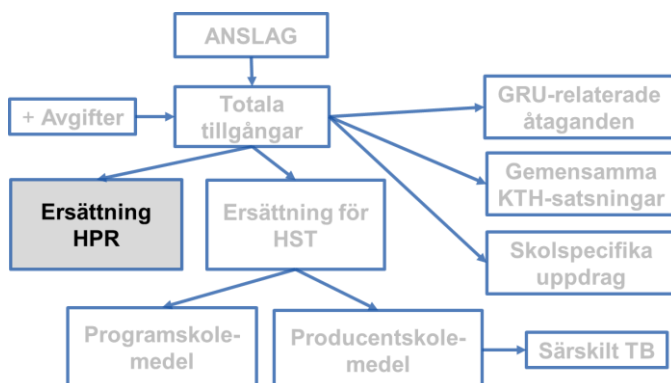 ANSLAG
+ Avgifter
Totala
tillgångar
GRU-relaterade
åtaganden
Gemensamma
KTH-satsningar
Skolspecifika
uppdrag
Ersättning
HPR
Ersättning för
HST
Programskole-
medel
Producentskole-
medel
Särskilt TB